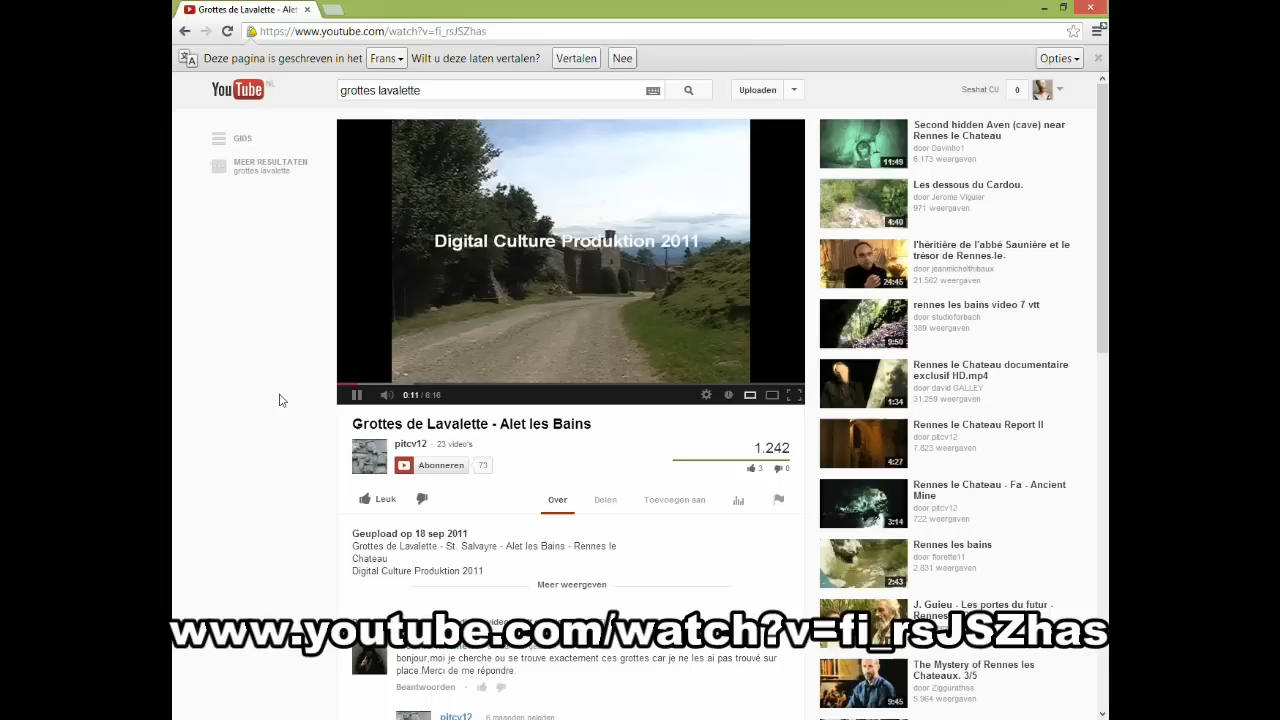 Grottes de Lavalette - Alet
https://www.youtube.com/watch?v=fi_rsJSZhas
Deze pagina is geschreven in het Frans Wilt u deze laten vertalen? Vertalen Nee Opties
YouTube NL
grottes lavalette
Uploaden
Seshat CU 0
GIDS
MEER RESULTATEN
grottes lavalette
Digital Culture Produktion 2011
0:11 / 6:16
Grottes de Lavalette - Alet les Bains
pitcv12 · 23 video's
Abonneren 73
1.242
3 0
Leuk
Over Delen Toevoegen aan
Geupload op 18 sep 2011
Grottes de Lavalette - St. Salvayre - Alet les Bains - Rennes le
Chateau
Digital Culture Produktion 2011
Meer weergeven
bonjour,moi je cherche ou se trouve exactement ces grottes car je ne les ai pas trouvé sur
place.Merci de me répondre.
Beantwoorden ·
pitcv12 6 maanden geleden
Second hidden Aven (cave) near
Rennes le Chateau
door Davinho1
6.173 weergaven
11:49
Les dessous du Cardou.
door Jerome Viguier
971 weergaven
4:40
l'héritière de l'abbé Saunière et le
trésor de Rennes-le-
door jeanmichelthibaux
21.562 weergaven
24:45
rennes les bains video 7 vtt
door studioforbach
389 weergaven
9:50
Rennes le Chateau documentaire
exclusif HD.mp4
door david GALLEY
31.259 weergaven
1:34
Rennes le Chateau Report II
door pitcv12
7.823 weergaven
4:27
Rennes le Chateau - Fa - Ancient
Mine
door pitcv12
722 weergaven
3:14
Rennes les bains
door florette11
2.831 weergaven
2:43
J. Guieu - Les portes du futur -
The Mystery of Rennes les
Chateaux. 3/5
door Ziggurathss
5.964 weergaven
9:45
www.youtube.com/watch?v=fi_rsJSZhas